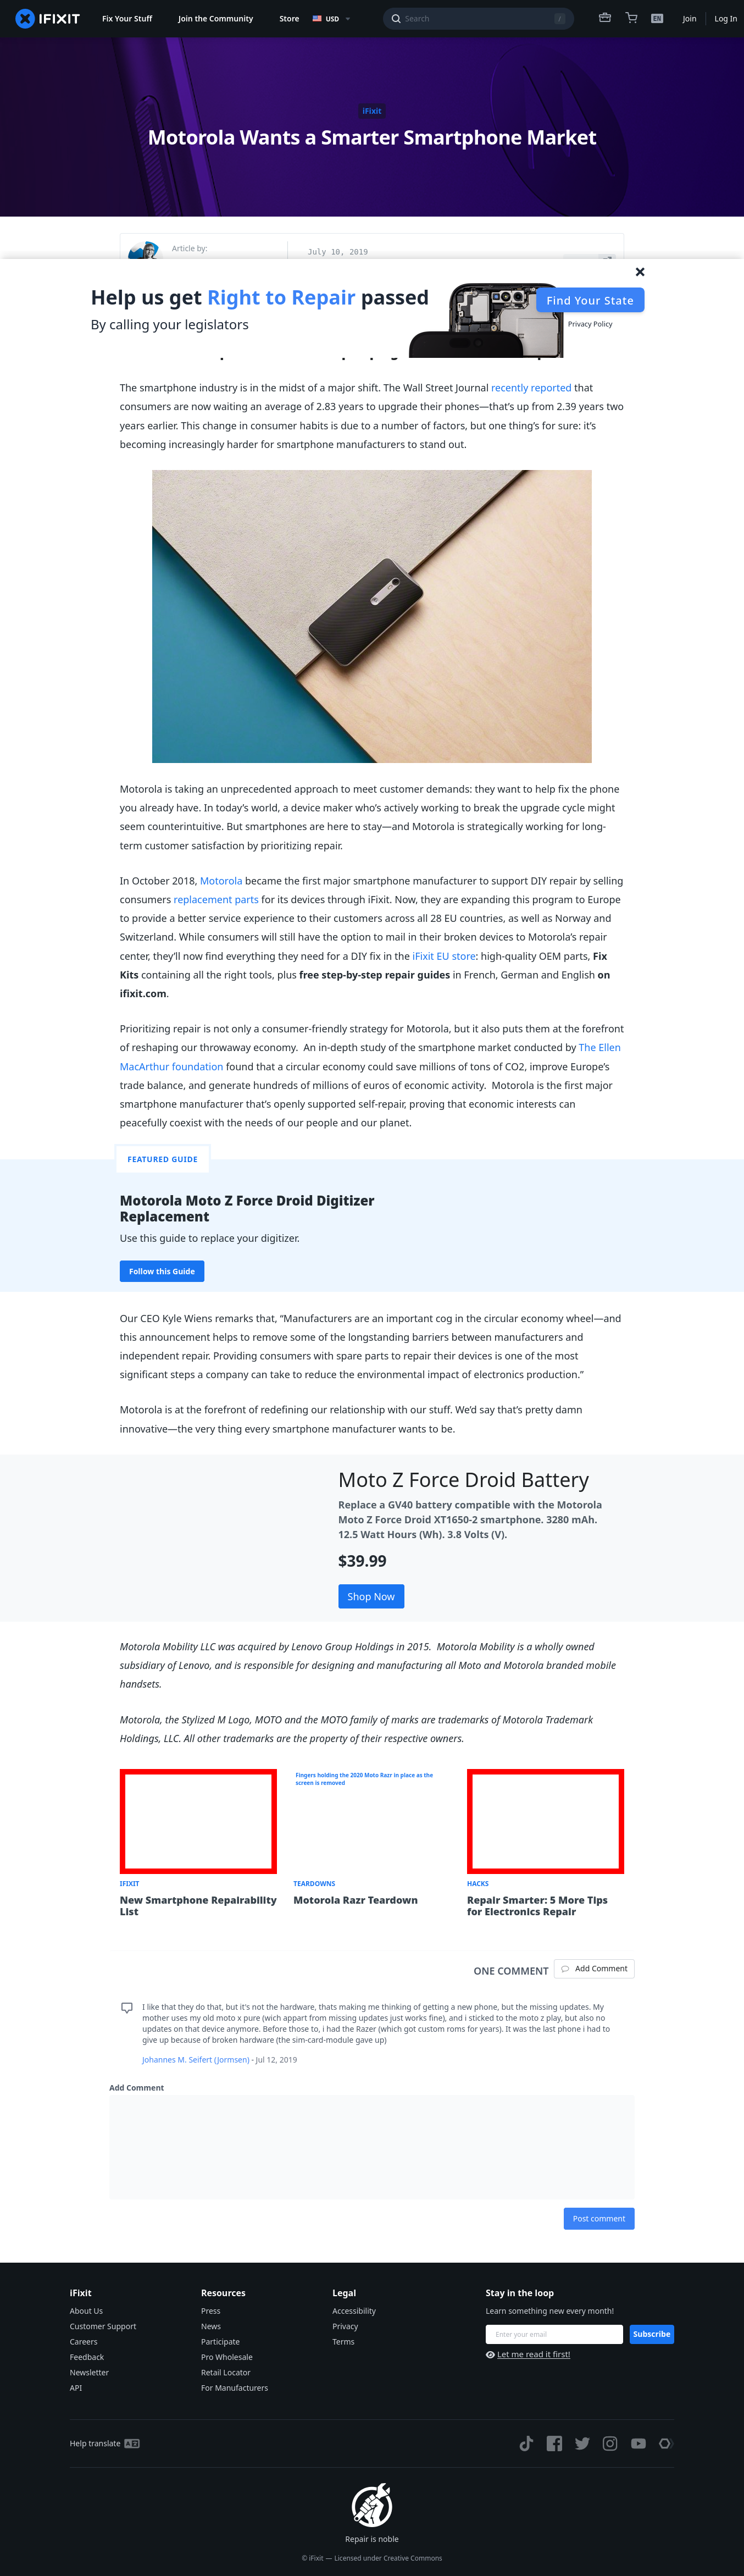 IFIXIT
Fix Your Stuff
Join the Community
Store
USD
Search
/
EN
Join
Log In
iFixit
Motorola Wants a Smarter Smartphone Market
Article by:
July 10, 2019
Help us get Right to Repair passed
By calling your legislators
Find Your State
Privacy Policy
The smartphone industry is in the midst of a major shift. The Wall Street Journal recently reported that
consumers are now waiting an average of 2.83 years to upgrade their phones—that’s up from 2.39 years two
years earlier. This change in consumer habits is due to a number of factors, but one thing’s for sure: it’s
becoming increasingly harder for smartphone manufacturers to stand out.
Motorola is taking an unprecedented approach to meet customer demands: they want to help fix the phone
you already have. In today’s world, a device maker who’s actively working to break the upgrade cycle might
seem counterintuitive. But smartphones are here to stay—and Motorola is strategically working for long-
term customer satisfaction by prioritizing repair.
In October 2018, Motorola became the first major smartphone manufacturer to support DIY repair by selling
consumers replacement parts for its devices through iFixit. Now, they are expanding this program to Europe
to provide a better service experience to their customers across all 28 EU countries, as well as Norway and
Switzerland. While consumers will still have the option to mail in their broken devices to Motorola’s repair
center, they’ll now find everything they need for a DIY fix in the iFixit EU store: high-quality OEM parts, Fix
Kits containing all the right tools, plus free step-by-step repair guides in French, German and English on
ifixit.com.
Prioritizing repair is not only a consumer-friendly strategy for Motorola, but it also puts them at the forefront
of reshaping our throwaway economy.  An in-depth study of the smartphone market conducted by The Ellen
MacArthur foundation found that a circular economy could save millions of tons of CO2, improve Europe’s
trade balance, and generate hundreds of millions of euros of economic activity.  Motorola is the first major
smartphone manufacturer that’s openly supported self-repair, proving that economic interests can
peacefully coexist with the needs of our people and our planet.
FEATURED GUIDE
Motorola Moto Z Force Droid Digitizer
Replacement
Use this guide to replace your digitizer.
Follow this Guide
Our CEO Kyle Wiens remarks that, “Manufacturers are an important cog in the circular economy wheel—and
this announcement helps to remove some of the longstanding barriers between manufacturers and
independent repair. Providing consumers with spare parts to repair their devices is one of the most
significant steps a company can take to reduce the environmental impact of electronics production.”
Motorola is at the forefront of redefining our relationship with our stuff. We’d say that’s pretty damn
innovative—the very thing every smartphone manufacturer wants to be.
Moto Z Force Droid Battery
Replace a GV40 battery compatible with the Motorola
Moto Z Force Droid XT1650-2 smartphone. 3280 mAh.
12.5 Watt Hours (Wh). 3.8 Volts (V).
$39.99
Shop Now
Motorola Mobility LLC was acquired by Lenovo Group Holdings in 2015.  Motorola Mobility is a wholly owned
subsidiary of Lenovo, and is responsible for designing and manufacturing all Moto and Motorola branded mobile
handsets.
Motorola, the Stylized M Logo, MOTO and the MOTO family of marks are trademarks of Motorola Trademark
Holdings, LLC. All other trademarks are the property of their respective owners.
Fingers holding the 2020 Moto Razr in place as the
screen is removed
IFIXIT
New Smartphone Repairability
List
TEARDOWNS
Motorola Razr Teardown
HACKS
Repair Smarter: 5 More Tips
for Electronics Repair
ONE COMMENT
Add Comment
I like that they do that, but it's not the hardware, thats making me thinking of getting a new phone, but the missing updates. My
mother uses my old moto x pure (wich appart from missing updates just works fine), and i sticked to the moto z play, but also no
updates on that device anymore. Before those to, i had the Razer (which got custom roms for years). It was the last phone i had to
give up because of broken hardware (the sim-card-module gave up)
Johannes M. Seifert (Jormsen) - Jul 12, 2019
Add Comment
Post comment
iFixit
About Us
Customer Support
Careers
Feedback
Newsletter
API
Resources
Press
News
Participate
Pro Wholesale
Retail Locator
For Manufacturers
Legal
Accessibility
Privacy
Terms
Stay in the loop
Learn something new every month!
Enter your email
Subscribe
Let me read it first!
Help translate
Repair is noble
© iFixit — Licensed under Creative Commons